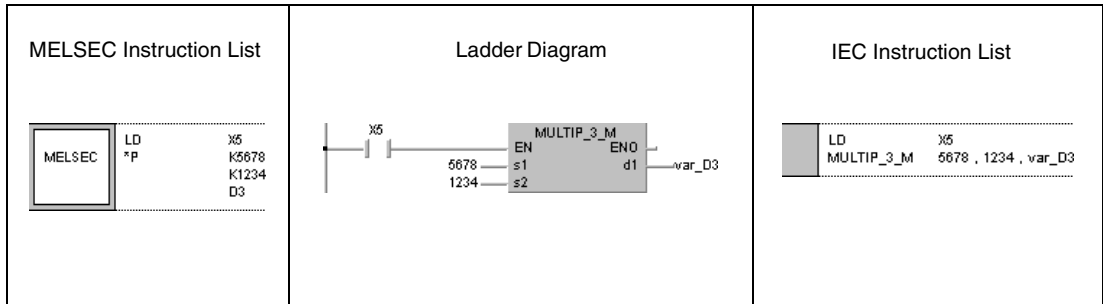 MELSEC Instruction List
MELSEC
LD X5
*P K5678
K1234
D3
Ladder Diagram
X5
MULTIP_3_M
EN ENO
5678 s1 d1 var_D3
1234 s2
IEC Instruction List
LD X5
MULTIP_3_M 5678 , 1234 , var_D3